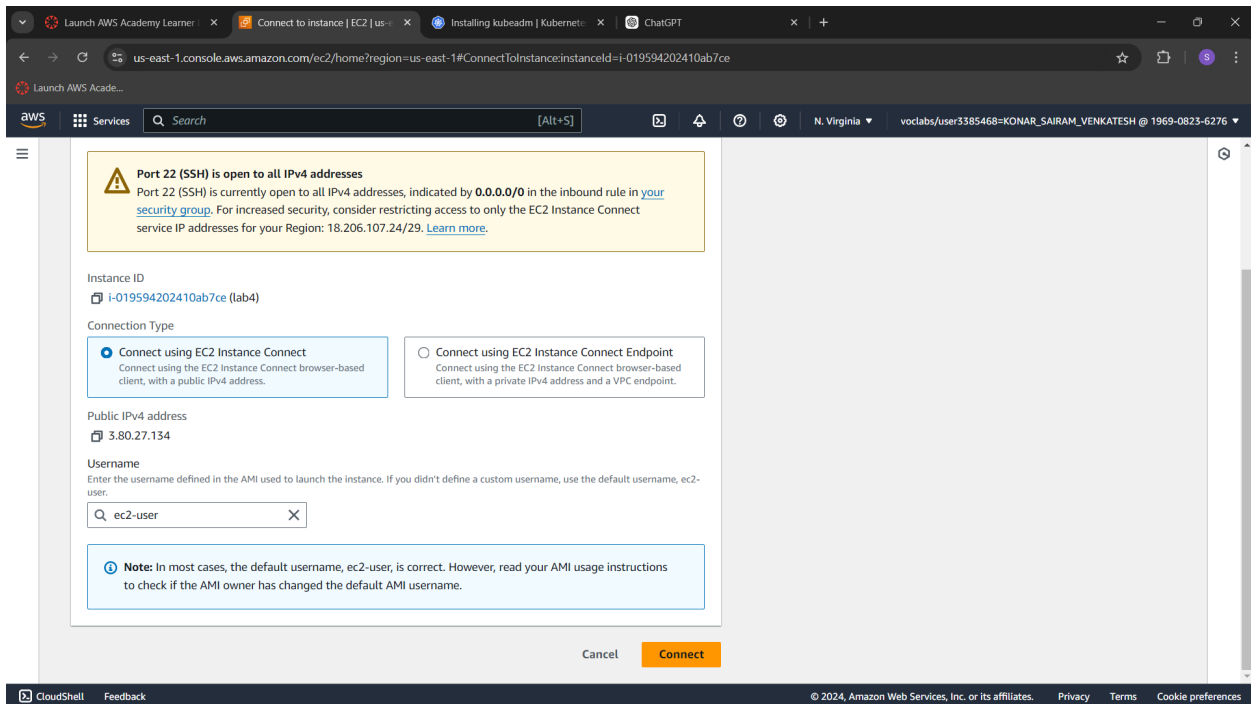 Launch AWS Academy Learner
Connect to instance | EC2 | us-e
Installing kubeadm | Kubernete
ChatGPT
us-east-1.console.aws.amazon.com/ec2/home?region=us-east-1#ConnectToInstance:instanceId=i-019594202410ab7ce
S
Launch AWS Acade...
aws
Services
Search
[Alt+S]
N. Virginia
voclabs/user3385468=KONAR_SAIRAM_VENKATESH @ 1969-0823-6276
Port 22 (SSH) is open to all IPv4 addresses
Port 22 (SSH) is currently open to all IPv4 addresses, indicated by 0.0.0.0/0 in the inbound rule in your
security group. For increased security, consider restricting access to only the EC2 Instance Connect
service IP addresses for your Region: 18.206.107.24/29. Learn more.
Instance ID
i-019594202410ab7ce (lab4)
Connection Type
Connect using EC2 Instance Connect
Connect using the EC2 Instance Connect browser-based
client, with a public IPv4 address.
Connect using EC2 Instance Connect Endpoint
Connect using the EC2 Instance Connect browser-based
client, with a private IPv4 address and a VPC endpoint.
Public IPv4 address
3.80.27.134
Username
Enter the username defined in the AMI used to launch the instance. If you didn't define a custom username, use the default username, ec2-
user.
ec2-user
Note: In most cases, the default username, ec2-user, is correct. However, read your AMI usage instructions
to check if the AMI owner has changed the default AMI username.
Cancel
Connect
CloudShell
Feedback
© 2024, Amazon Web Services, Inc. or its affiliates.
Privacy
Terms
Cookie preferences